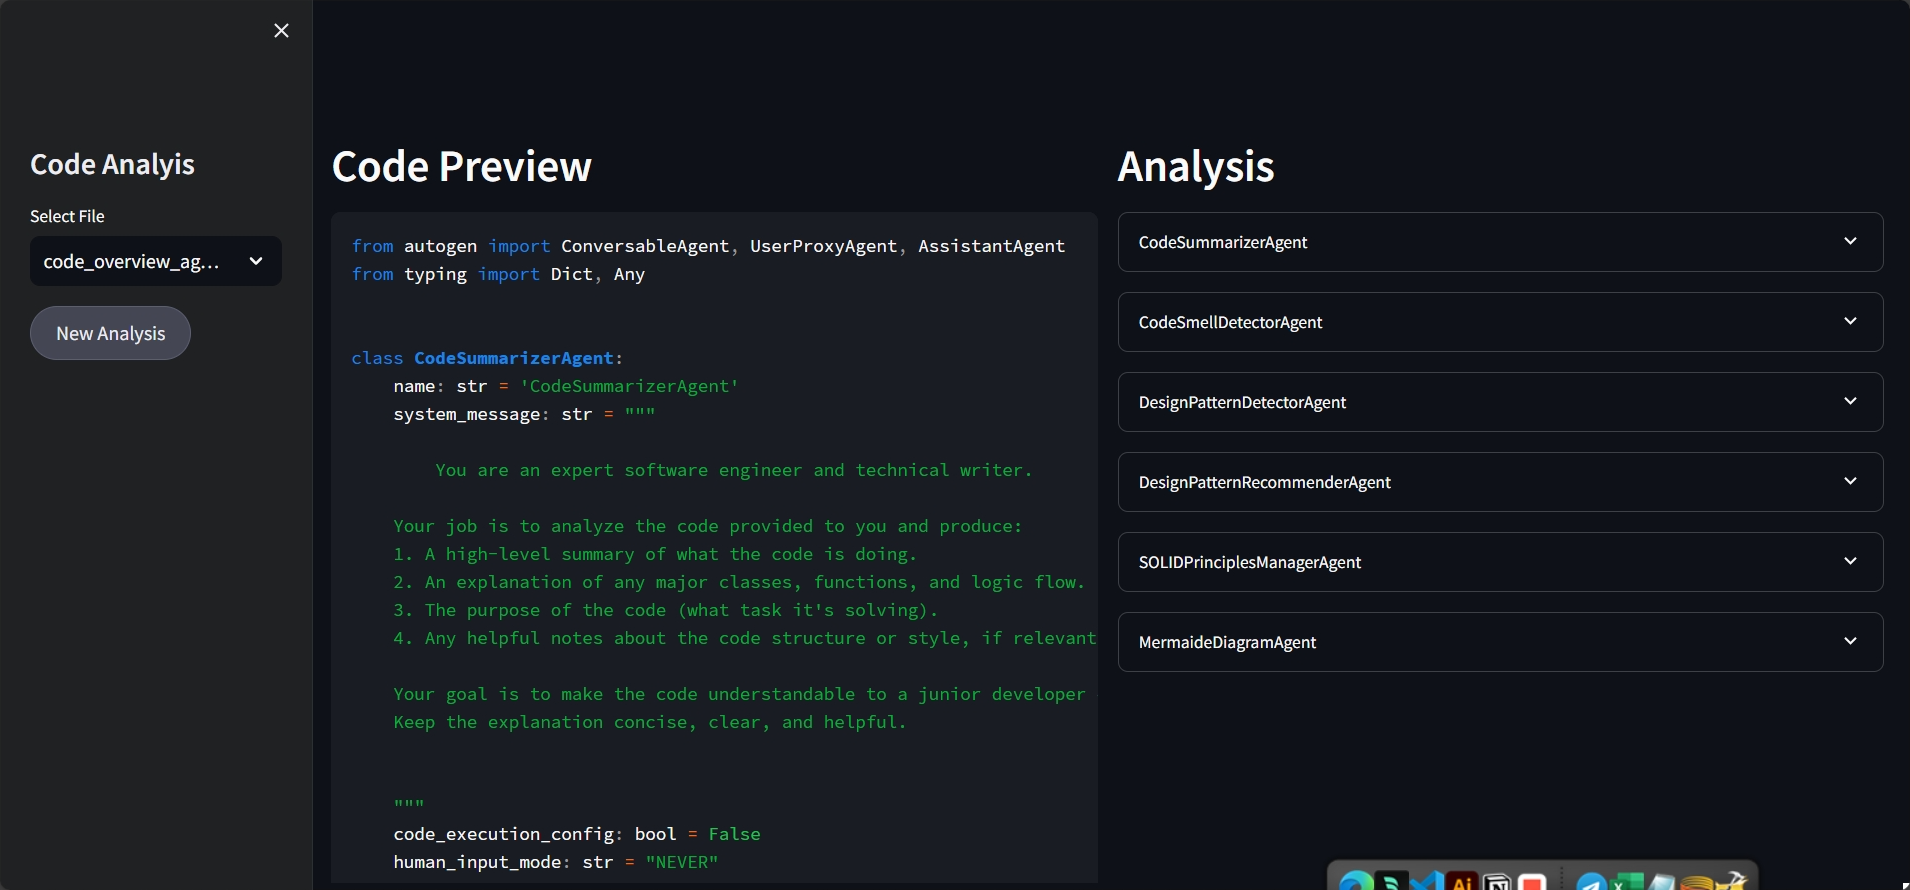 Code Analyis
Select File
code_overview_ag...
New Analysis
Code Preview
from autogen import ConversableAgent, UserProxyAgent, AssistantAgent
from typing import Dict, Any
class CodeSummarizerAgent:
name: str = 'CodeSummarizerAgent'
system_message: str = """
You are an expert software engineer and technical writer.
Your job is to analyze the code provided to you and produce:
1. A high-level summary of what the code is doing.
2. An explanation of any major classes, functions, and logic flow.
3. The purpose of the code (what task it's solving).
4. Any helpful notes about the code structure or style, if relevant
Your goal is to make the code understandable to a junior developer
Keep the explanation concise, clear, and helpful.
"""
code_execution_config: bool = False
human_input_mode: str = "NEVER"
Analysis
CodeSummarizerAgent
CodeSmellDetectorAgent
DesignPatternDetectorAgent
DesignPatternRecommenderAgent
SOLIDPrinciplesManagerAgent
MermaideDiagramAgent
Ai